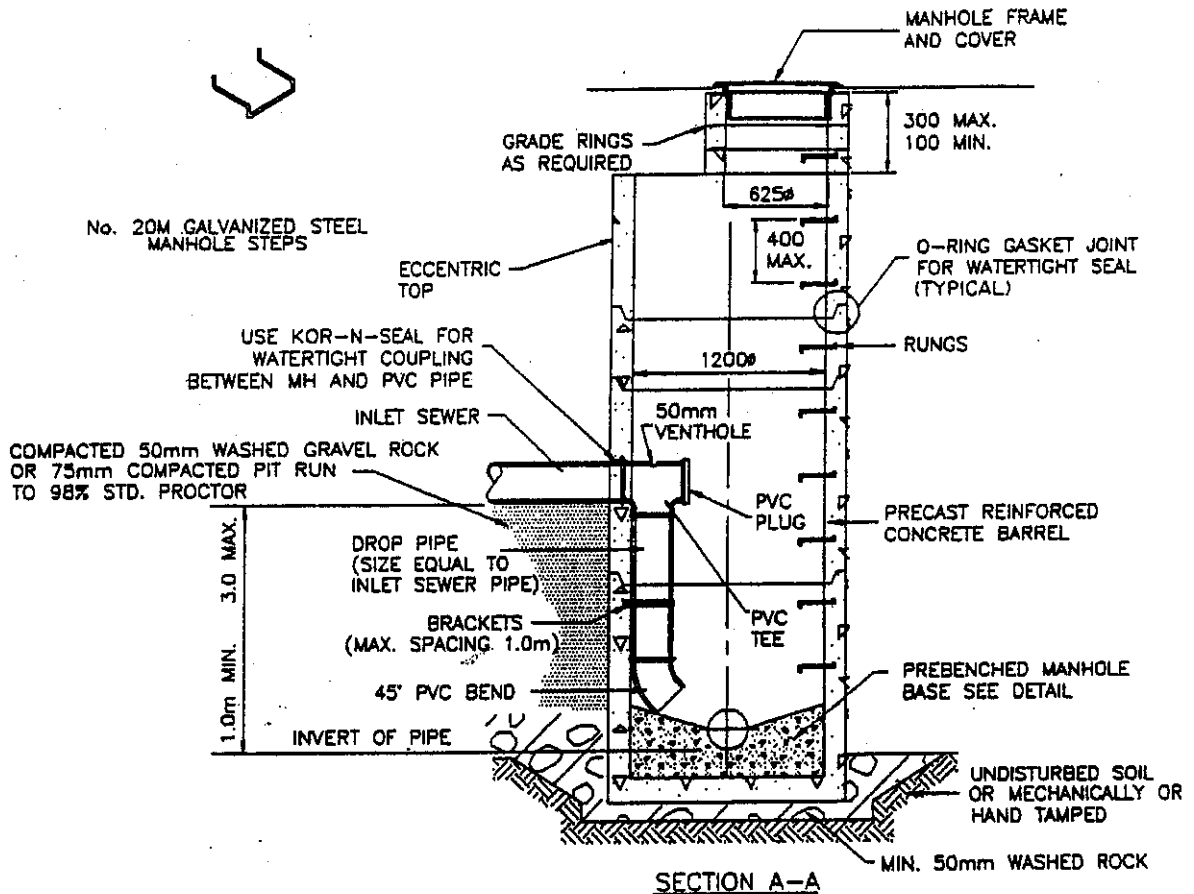 MANHOLE FRAME
AND COVER
GRADE RINGS
AS REQUIRED
300 MAX.
100 MIN.
625ø
No. 20M GALVANIZED STEEL
MANHOLE STEPS
400
MAX.
ECCENTRIC
TOP
O-RING GASKET JOINT
FOR WATERTIGHT SEAL
(TYPICAL)
USE KOR-N-SEAL FOR
WATERTIGHT COUPLING
BETWEEN MH AND PVC PIPE
RUNGS
1200ø
INLET SEWER
50mm
VENTHOLE
COMPACTED 50mm WASHED GRAVEL ROCK
OR 75mm COMPACTED PIT RUN
TO 98% STD. PROCTOR
PVC
PLUG
PRECAST REINFORCED
CONCRETE BARREL
1.0m MIN. 3.0 MAX.
DROP PIPE
(SIZE EQUAL TO
INLET SEWER PIPE)
BRACKETS
(MAX. SPACING 1.0m)
PVC
TEE
45° PVC BEND
PREBENCHED MANHOLE
BASE SEE DETAIL
INVERT OF PIPE
UNDISTURBED SOIL
OR MECHANICALLY OR
HAND TAMPED
MIN. 50mm WASHED ROCK
SECTION A-A